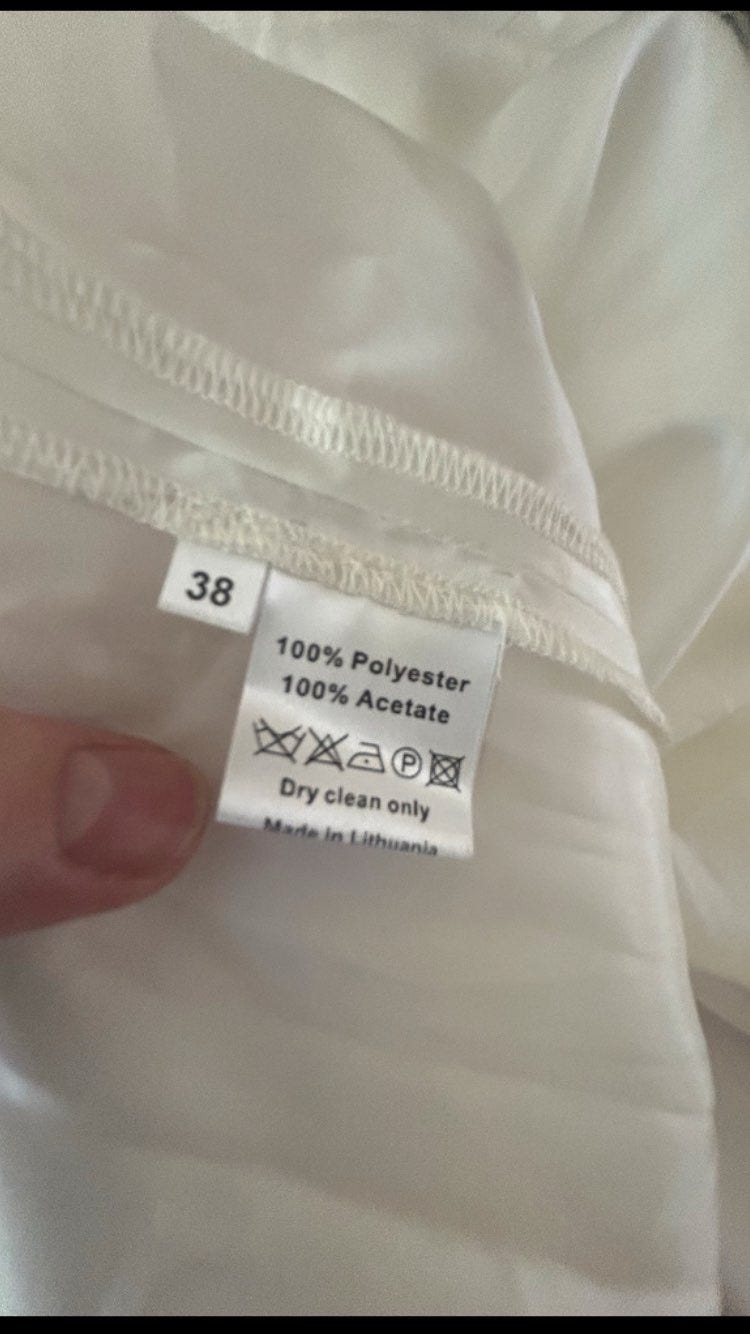 38
100% Polyester
100% Acetate
P
Dry clean only
Made in Lithuania